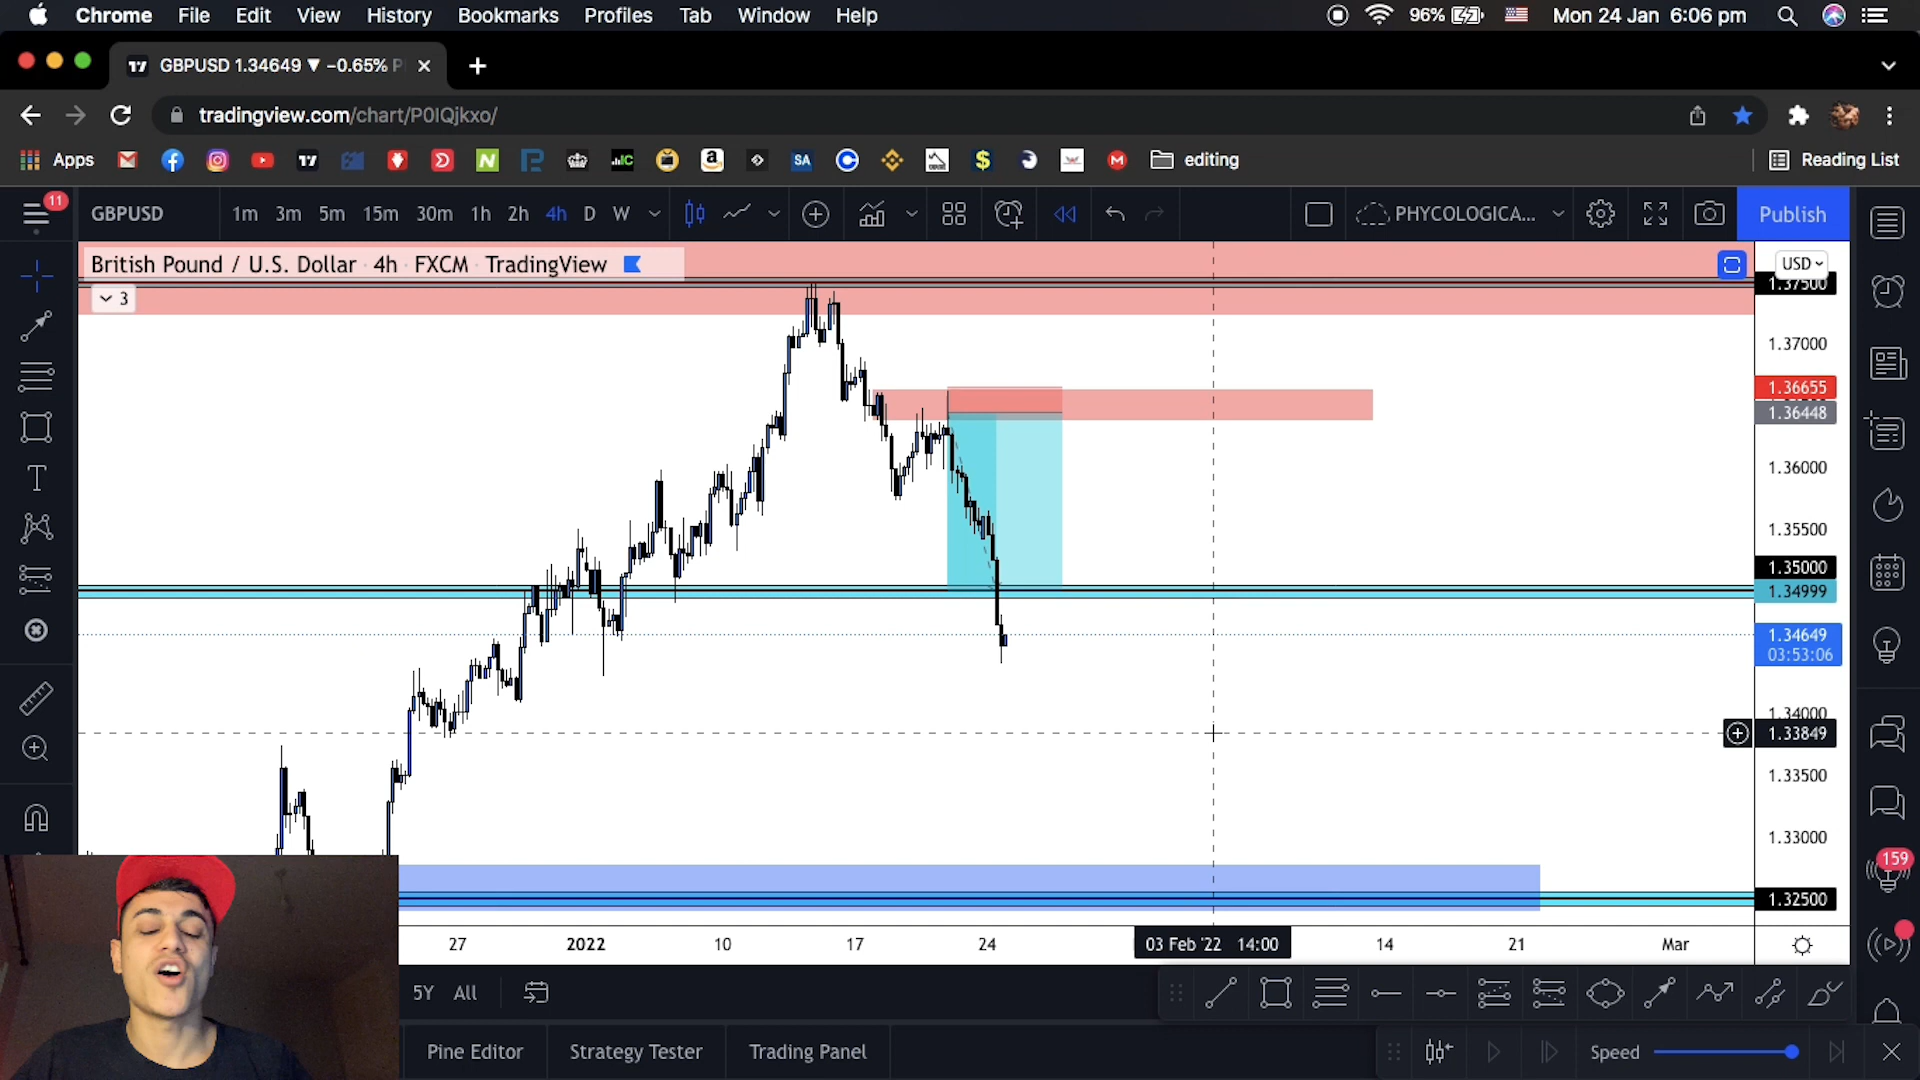 Chrome File Edit View History Bookmarks Profiles Tab Window Help 96% Mon 24 Jan 6:06 pm
17 GBPUSD 1.34649 ▼ −0.65% P
tradingview.com/chart/P0IQjkxo/
Apps 17 SA editing Reading List
11 GBPUSD 1m 3m 5m 15m 30m 1h 2h 4h D W PHYCOLOGICA... Publish
British Pound / U.S. Dollar 4h · FXCM · TradingView
USD
3
1.37500
1.37000
1.36655
1.36448
1.36000
1.35500
1.35000
1.34999
1.34649
03:53:06
1.34000
1.33849
1.33500
1.33000
159
1.32500
27 2022 10 17 24 03 Feb '22 14:00 14 21 Mar
5Y All
Pine Editor Strategy Tester Trading Panel Speed